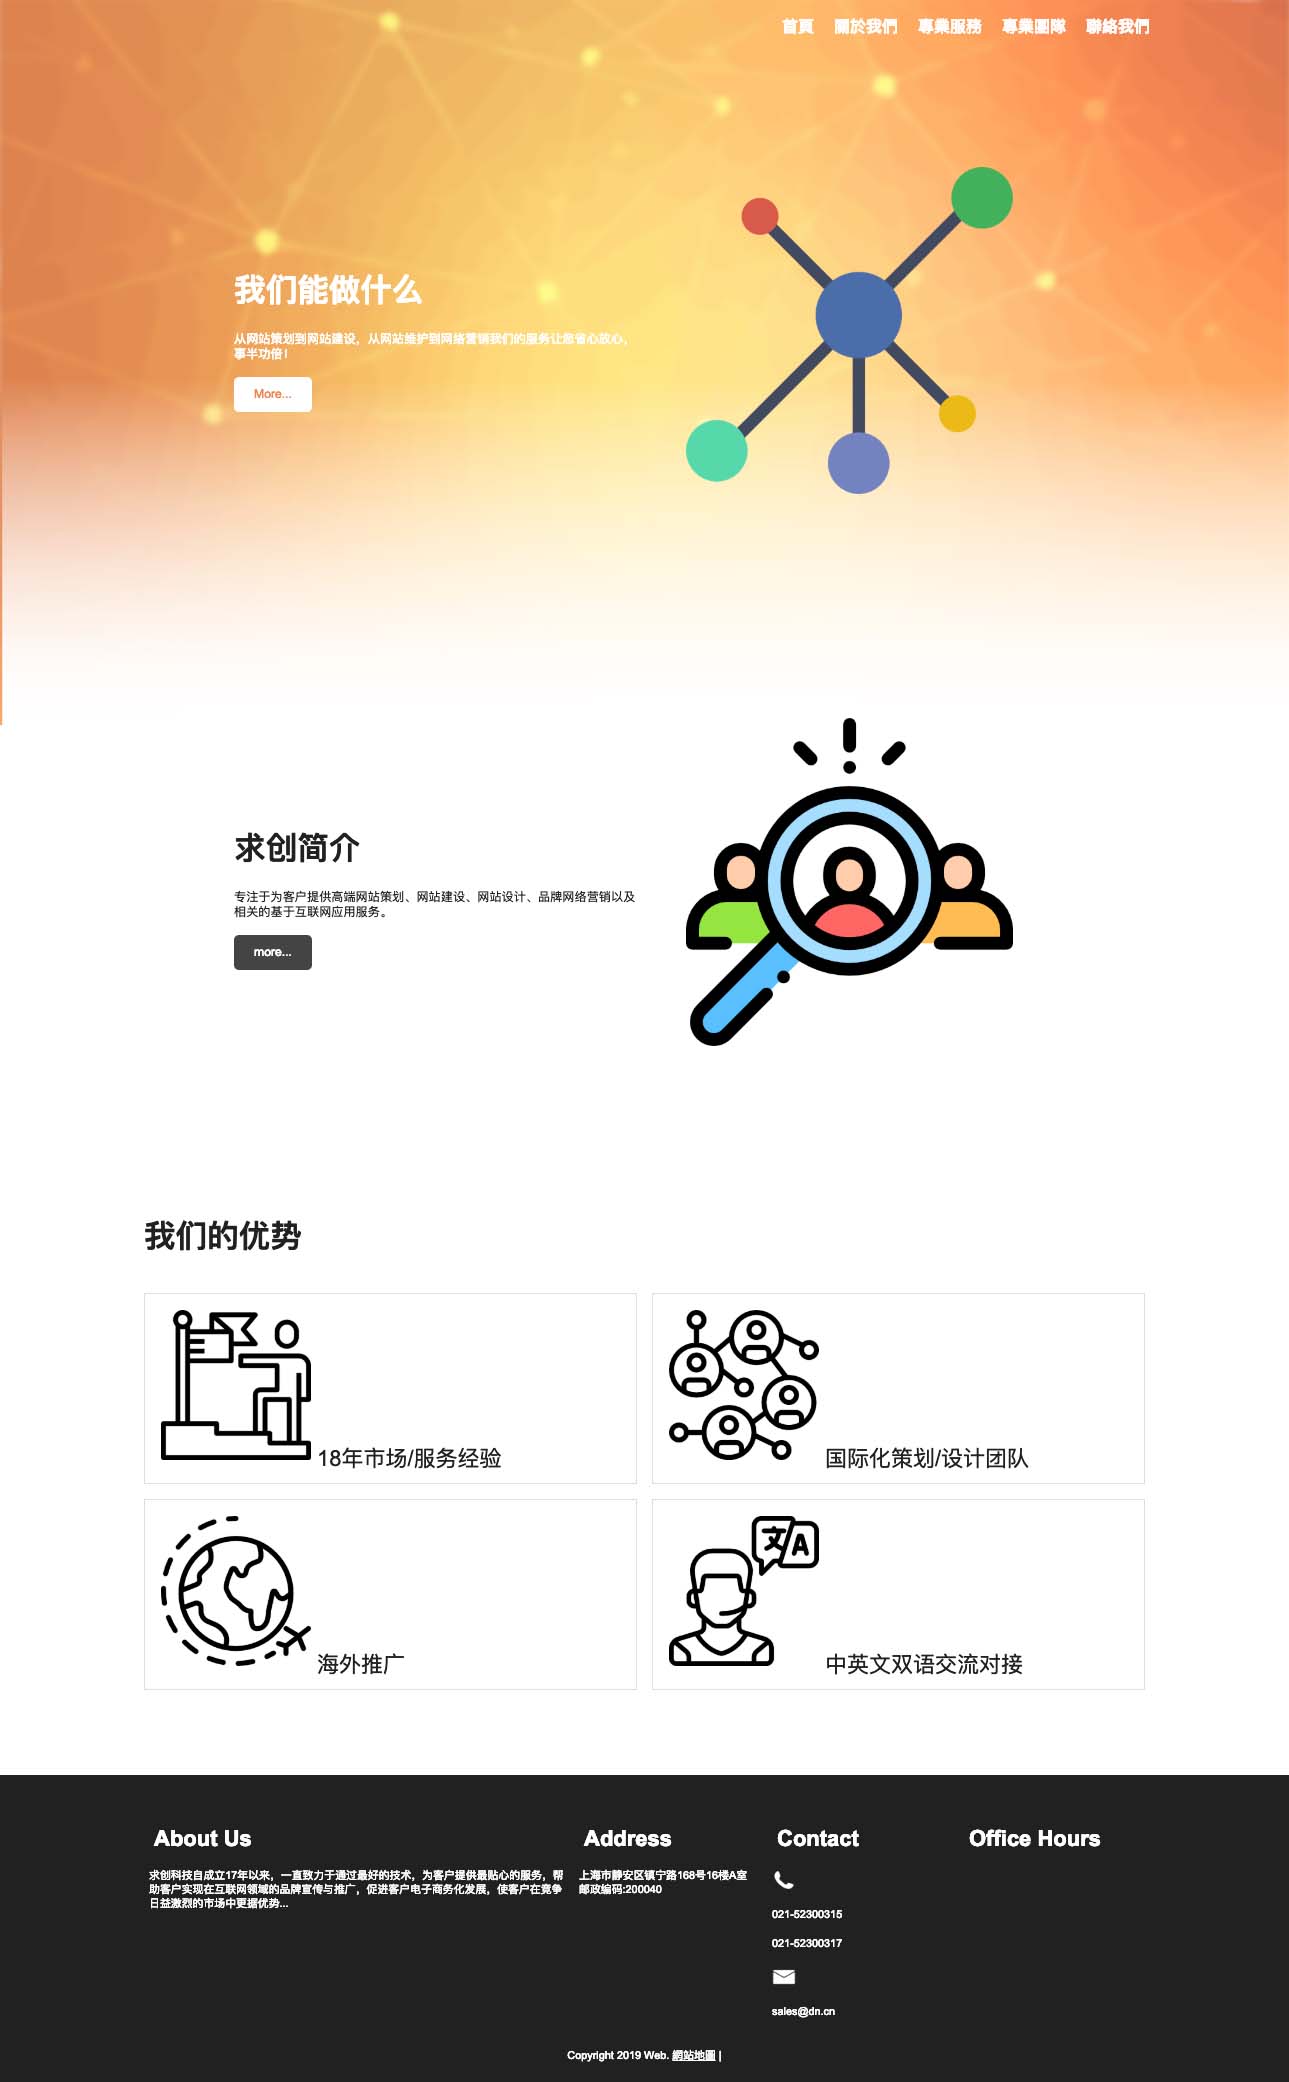 首頁 關於我們 專業服務 專業團隊 聯絡我們
我们能做什么
从网站策划到网站建设，从网站维护到网络营销我们的服务让您省心放心，
事半功倍！
More...
求创简介
专注于为客户提供高端网站策划、网站建设、网站设计、品牌网络营销以及
相关的基于互联网应用服务。
more...
我们的优势
18年市场/服务经验
国际化策划/设计团队
海外推广
文 A
中英文双语交流对接
About Us
求创科技自成立17年以来，一直致力于通过最好的技术，为客户提供最贴心的服务，帮
助客户实现在互联网领域的品牌宣传与推广，促进客户电子商务化发展，使客户在竞争
日益激烈的市场中更据优势...
Address
上海市静安区镇宁路168号16楼A室
邮政编码:200040
Contact
021-52300315
021-52300317
sales@dn.cn
Office Hours
Copyright 2019 Web. 網站地圖 |